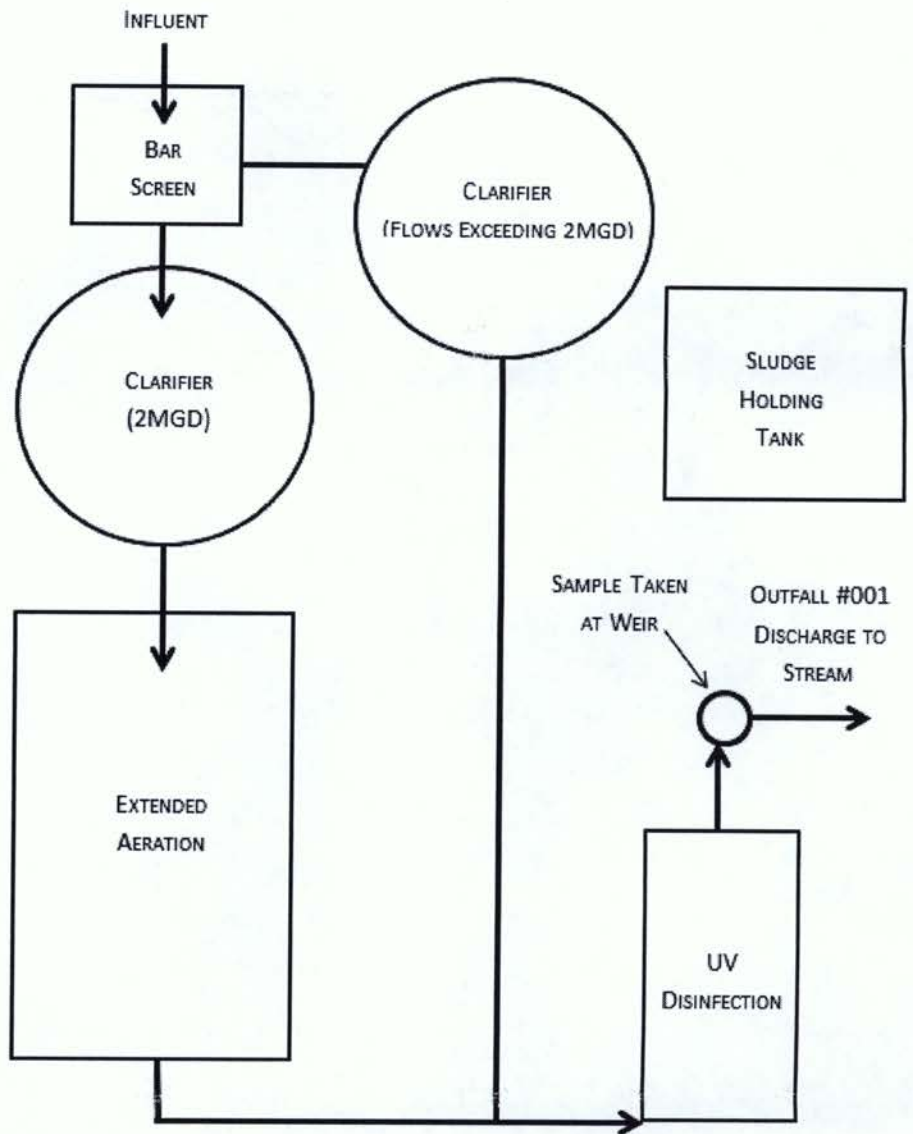 INFLUENT
BAR
SCREEN
CLARIFIER
(FLOWS EXCEEDING 2MGD)
CLARIFIER
(2MGD)
SLUDGE
HOLDING
TANK
SAMPLE TAKEN
AT WEIR
OUTFALL #001
DISCHARGE TO
STREAM
EXTENDED
AERATION
UV
DISINFECTION